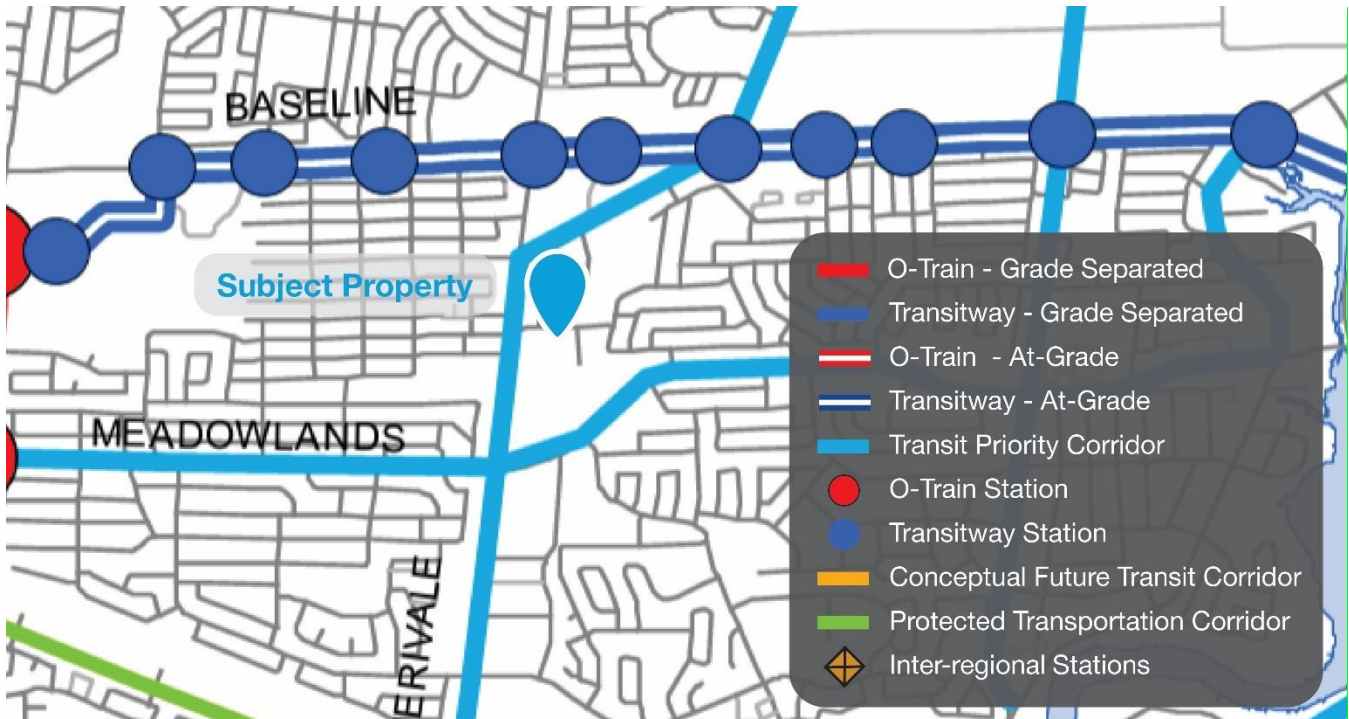 BASELINE
Subject Property
MEADOWLANDS
ERIVALE
O-Train - Grade Separated
Transitway - Grade Separated
O-Train - At-Grade
Transitway - At-Grade
Transit Priority Corridor
O-Train Station
Transitway Station
Conceptual Future Transit Corridor
Protected Transportation Corridor
Inter-regional Stations